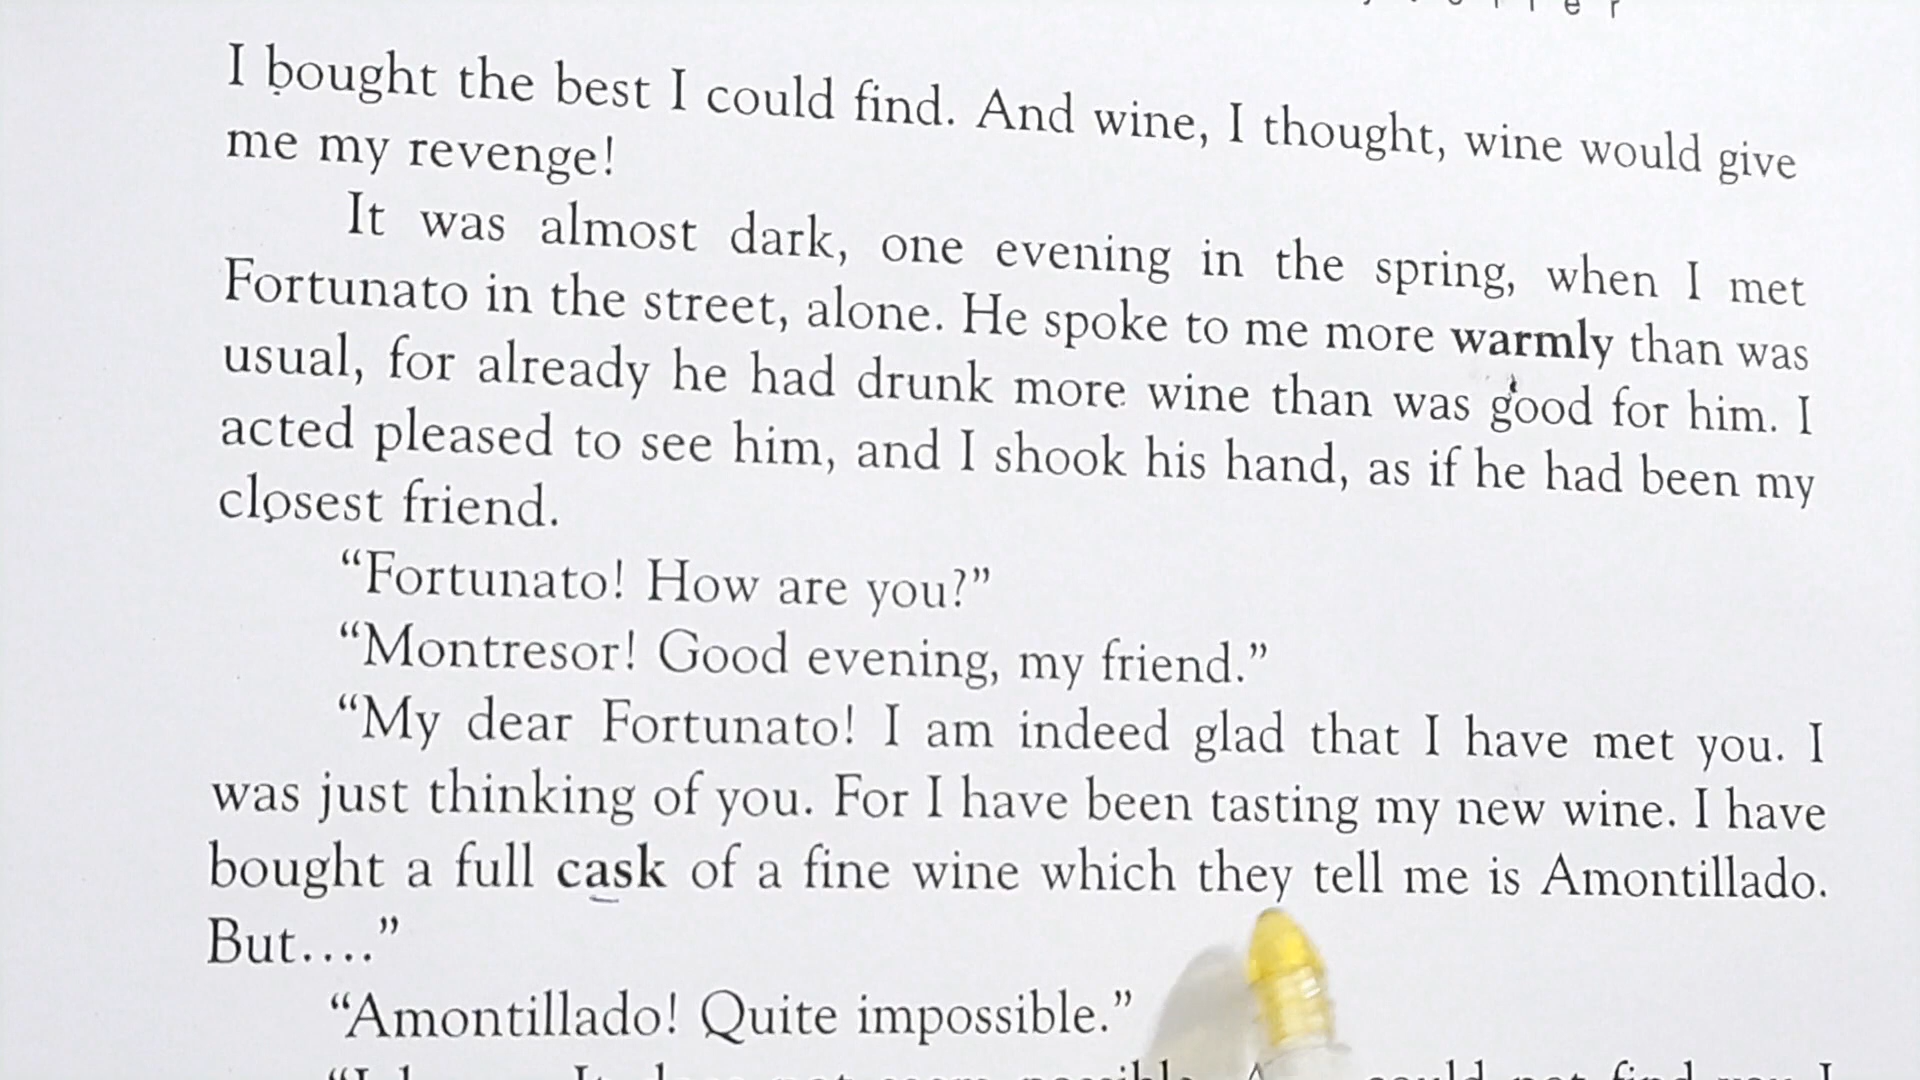 I bought the best I could find. And wine, I thought, wine would give
me my revenge!
It was almost dark, one evening in the spring, when I met
Fortunato in the street, alone. He spoke to me more warmly than was
usual, for already he had drunk more wine than was good for him. I
acted pleased to see him, and I shook his hand, as if he had been my
closest friend.
“Fortunato! How are you?”
“Montresor! Good evening, my friend.”
“My dear Fortunato! I am indeed glad that I have met you. I
was just thinking of you. For I have been tasting my new wine. I have
bought a full cask of a fine wine which they tell me is Amontillado.
But....”
“Amontillado! Quite impossible.”
could not find you I